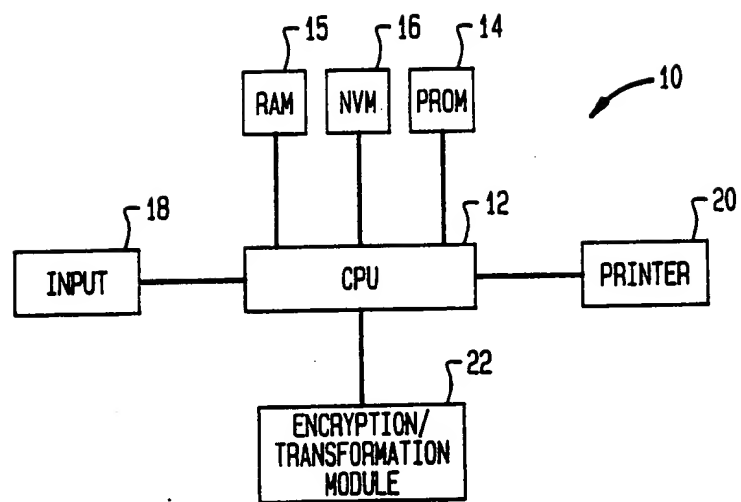 15
16
14
10
RAM
NVM
PROM
18
12
20
INPUT
CPU
PRINTER
22
ENCRYPTION/
TRANSFORMATION
MODULE